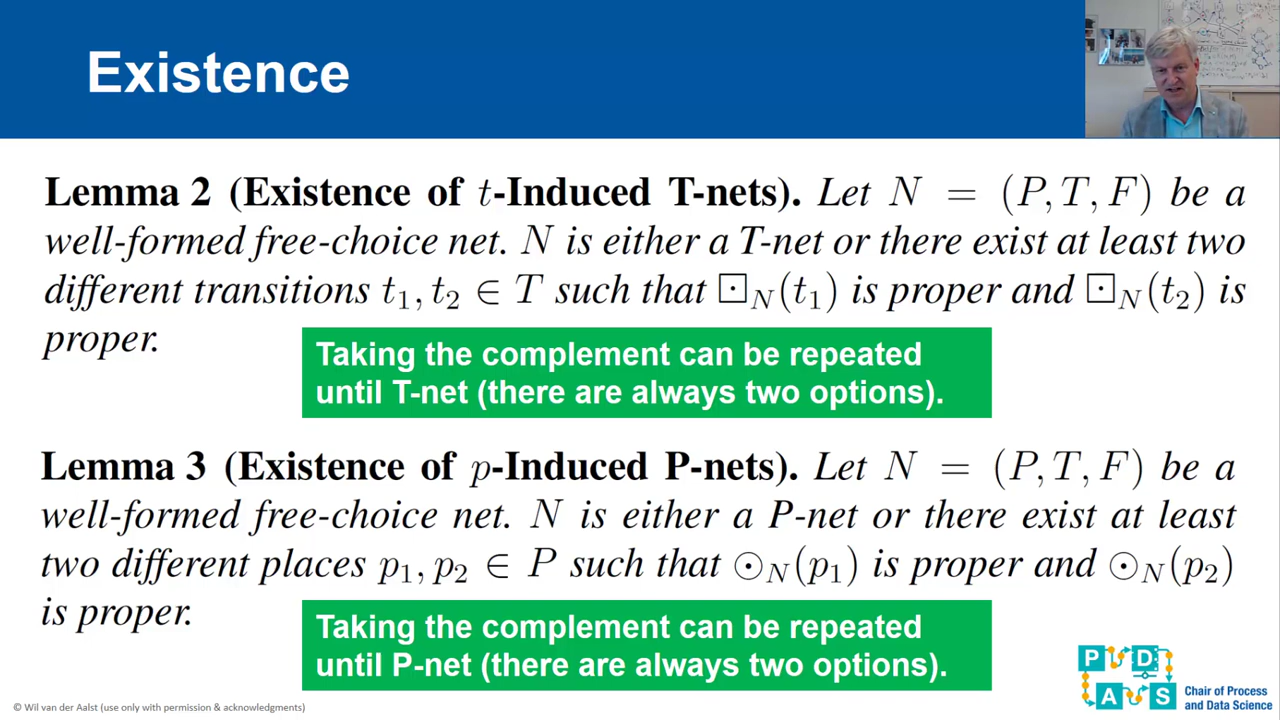 Existence
Lemma 2 (Existence of t-Induced T-nets). Let N = (P, T, F) be a
well-formed free-choice net. N is either a T-net or there exist at least two
different transitions t₁, t₂ ∈ T such that ⊡_N(t₁) is proper and ⊡_N(t₂) is
proper.
Taking the complement can be repeated
until T-net (there are always two options).
Lemma 3 (Existence of p-Induced P-nets). Let N = (P, T, F) be a
well-formed free-choice net. N is either a P-net or there exist at least
two different places p₁, p₂ ∈ P such that ⊙_N(p₁) is proper and ⊙_N(p₂)
is proper.
Taking the complement can be repeated
until P-net (there are always two options).
P D
A S
Chair of Process
and Data Science
© Wil van der Aalst (use only with permission & acknowledgments)